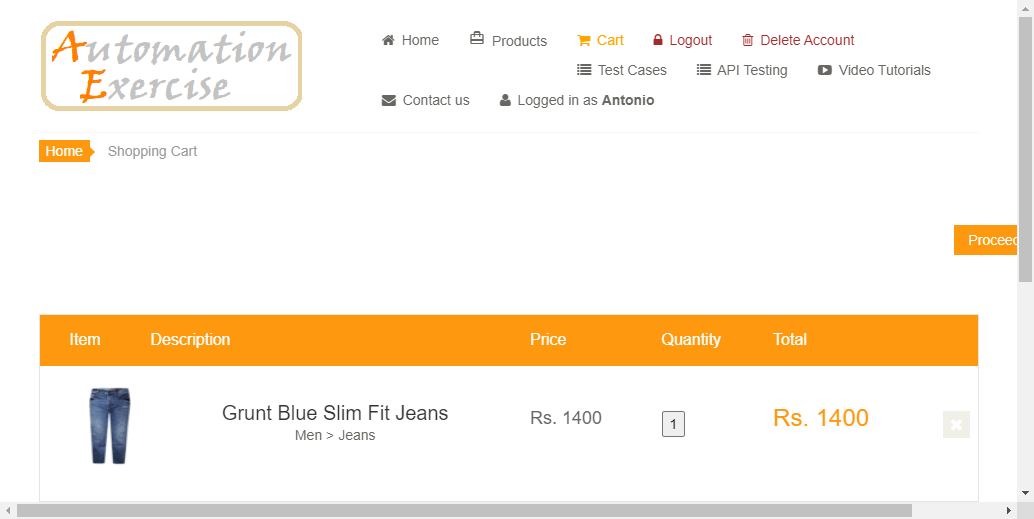 Automation
Exercise
Home Products Cart Logout Delete Account
Test Cases API Testing Video Tutorials
Contact us Logged in as Antonio
Home Shopping Cart
Proceed
Item Description Price Quantity Total
Grunt Blue Slim Fit Jeans Rs. 1400 1 Rs. 1400
Men > Jeans